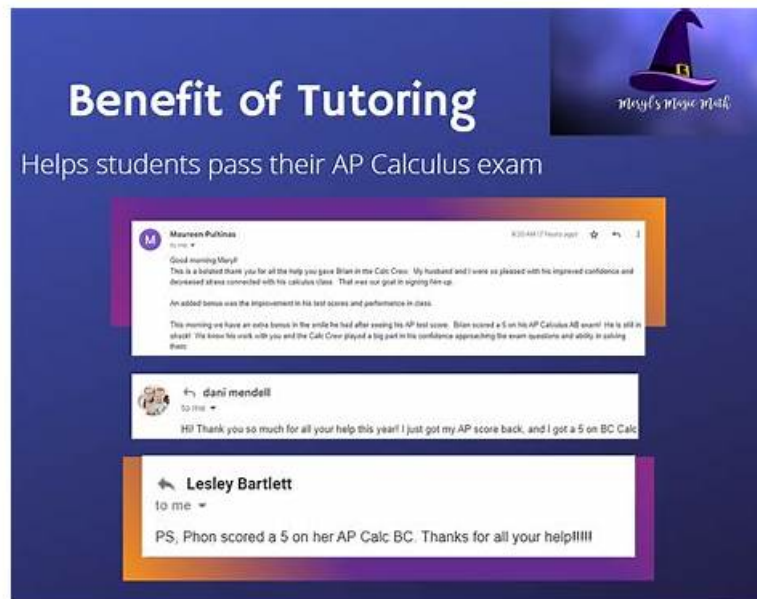 Benefit of Tutoring
Meryl's Magic Math
Helps students pass their AP Calculus exam
M
Maureen Pultinas
to me
8:20 AM (7 hours ago)
Good morning Meryl!
This is a belated thank you for all the help you gave Brian in the Calc Crew. My husband and I were so pleased with his improved confidence and
decreased stress connected with his calculus class. That was our goal in signing him up.
An added bonus was the improvement in his test scores and performance in class.
This morning we have an extra bonus in the smile he had after seeing his AP test score. Brian scored a 5 on his AP Calculus AB exam! He is still in
shock! We know his work with you and the Calc Crew played a big part in his confidence approaching the exam questions and ability in solving
them
dani mendell
to me
Hi! Thank you so much for all your help this year! I just got my AP score back, and I got a 5 on BC Calc
Lesley Bartlett
to me
PS, Phon scored a 5 on her AP Calc BC. Thanks for all your help!!!!!